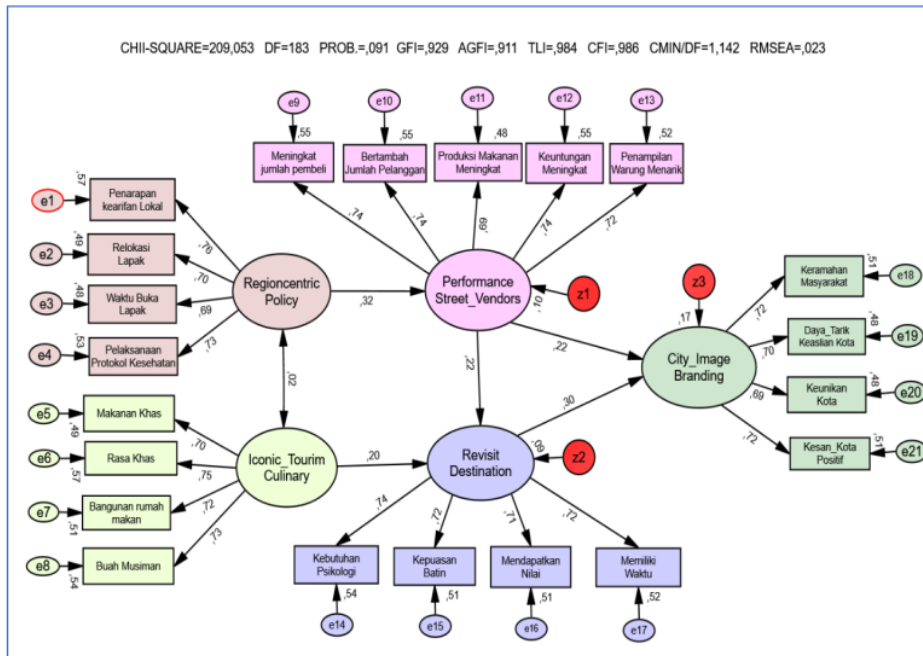 CHII-SQUARE=209,053 DF=183 PROB.=,091 GFI=,929 AGFI=,911 TLI=,984 CFI=,986 CMIN/DF=1,142 RMSEA=,023
e9
e10
e11
e12
e13
,55
,55
,48
,55
,52
Meningkat
jumlah pembeli
Bertambah
Jumlah Pelanggan
Produksi Makanan
Meningkat
Keuntungan
Meningkat
Penampilan
Warung Menarik
,74
,74
,69
,74
,72
e1
,57
Penarapan
kearifan Lokal
,76
e2
,49
Relokasi
Lapak
,70
e3
,48
Waktu Buka
Lapak
,69
e4
,53
Pelaksanaan
Protokol Kesehatan
,73
Regioncentric
Policy
,32
Performance
Street_Vendors
,10
z1
z3
,17
City_Image
Branding
,22
,22
,30
,02
Keramahan
Masyarakat
,51
e18
,72
Daya_Tarik
Keaslian Kota
,48
e19
,70
Keunikan
Kota
,48
e20
,69
Kesan_Kota
Positif
,51
e21
,72
e5
,49
Makanan Khas
,70
e6
,57
Rasa Khas
,75
e7
,51
Bangunan rumah
makan
,72
e8
,54
Buah Musiman
,73
Iconic_Tourim
Culinary
,20
Revisit
Destination
,09
z2
,74
,72
,71
,72
Kebutuhan
Psikologi
Kepuasan
Batin
Mendapatkan
Nilai
Memiliki
Waktu
,54
,51
,51
,52
e14
e15
e16
e17